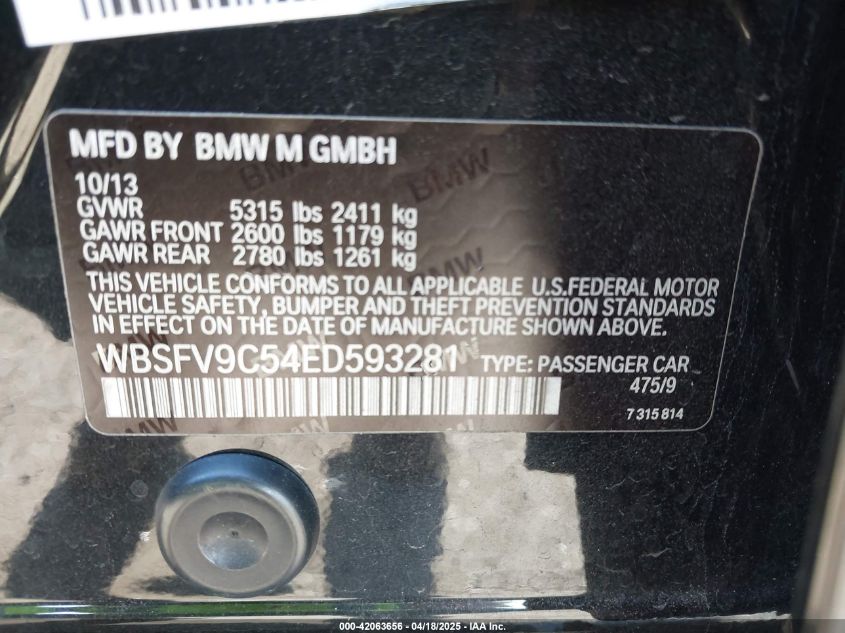 MFD BY BMW M GMBH
10/13
GVWR 5315 lbs 2411 kg
GAWR FRONT 2600 lbs 1179 kg
GAWR REAR 2780 lbs 1261 kg
THIS VEHICLE CONFORMS TO ALL APPLICABLE U.S.FEDERAL MOTOR
VEHICLE SAFETY, BUMPER AND THEFT PREVENTION STANDARDS
IN EFFECT ON THE DATE OF MANUFACTURE SHOWN ABOVE.
WBSFV9C54ED593281 TYPE: PASSENGER CAR
475/9
7 315 814
000-42063656 - 04/18/2025 - IAA Inc.